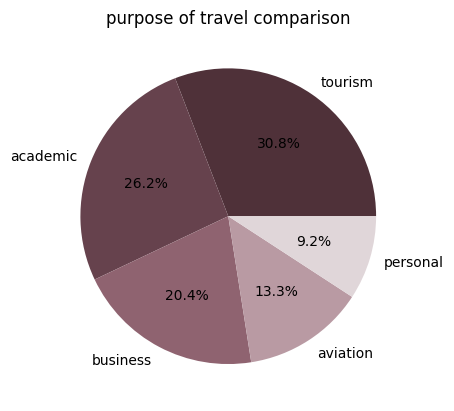 purpose of travel comparison
tourism
30.8%
academic
26.2%
9.2%
personal
20.4%
13.3%
business
aviation